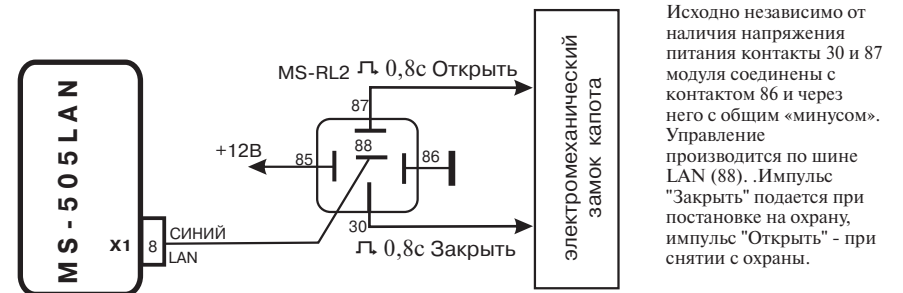 MS-505LAN
X1
8
СИНИЙ
LAN
+12В
MS-RL2 0,8с Открыть
87
88
85
86
30
0,8с Закрыть
электромеханический
замок капота
Исходно независимо от
наличия напряжения
питания контакты 30 и 87
модуля соединены с
контактом 86 и через
него с общим «минусом».
Управление
производится по шине
LAN (88). .Импульс
"Закрыть" подается при
постановке на охрану,
импульс "Открыть" - при
снятии с охраны.